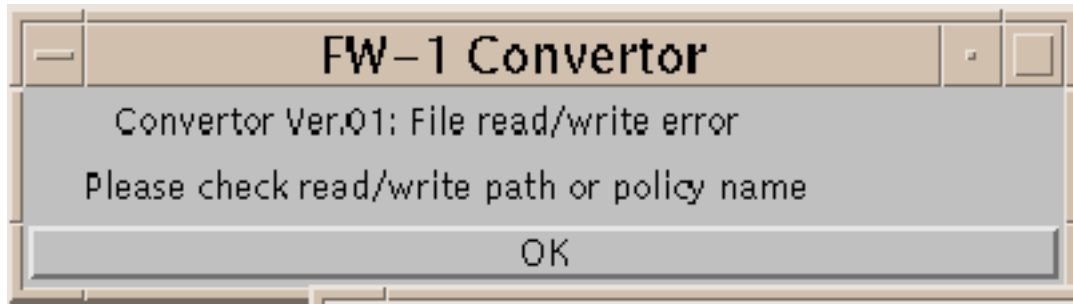 FW-1 Convertor
Convertor Ver.01: File read/write error
Please check read/write path or policy name
OK